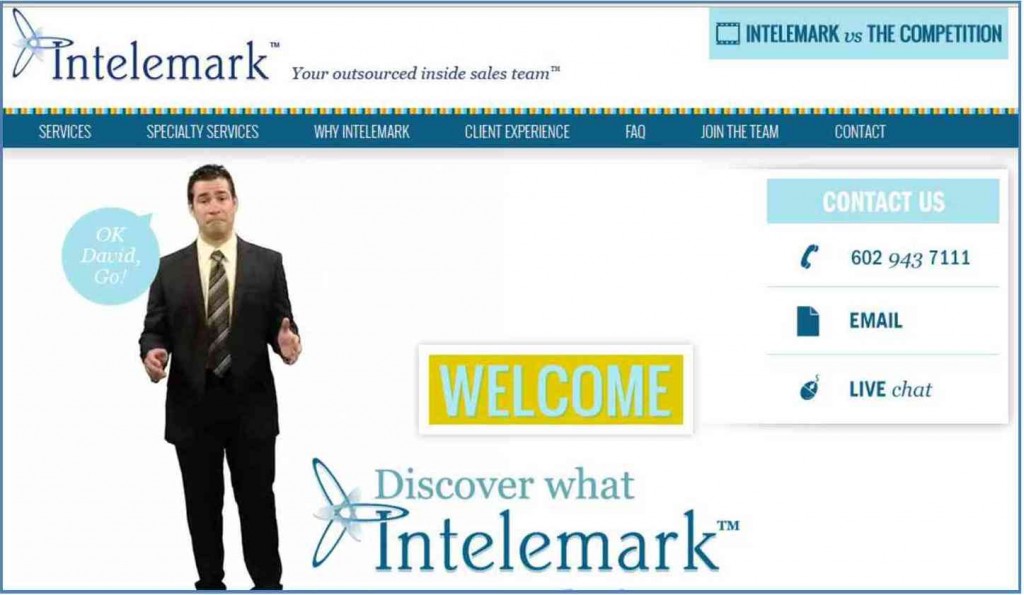 Intelemark™
Your outsourced inside sales team™
INTELEMARK vs THE COMPETITION
SERVICES
SPECIALTY SERVICES
WHY INTELEMARK
CLIENT EXPERIENCE
FAQ
JOIN THE TEAM
CONTACT
OK
David,
Go!
CONTACT US
602 943 7111
EMAIL
LIVE chat
WELCOME
Discover what
Intelemark™